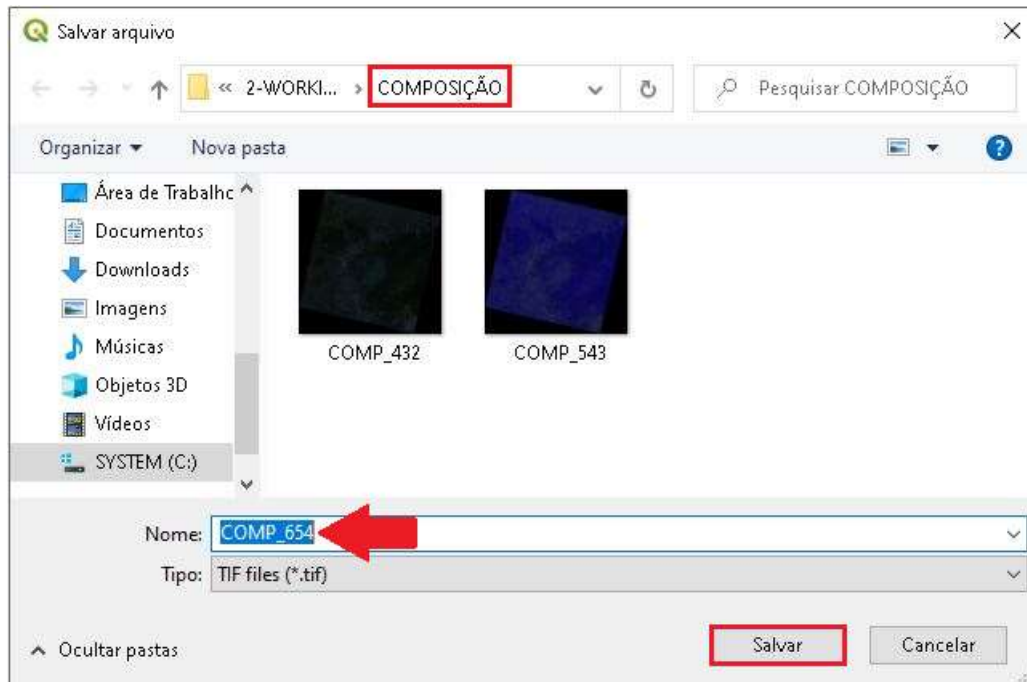 Salvar arquivo
« 2-WORKI... › COMPOSIÇÃO
Pesquisar COMPOSIÇÃO
Organizar
Nova pasta
Área de Trabalhc
Documentos
Downloads
Imagens
Músicas
Objetos 3D
Vídeos
SYSTEM (C:)
COMP_432
COMP_543
Nome: COMP_654
Tipo: TIF files (*.tif)
Ocultar pastas
Salvar
Cancelar